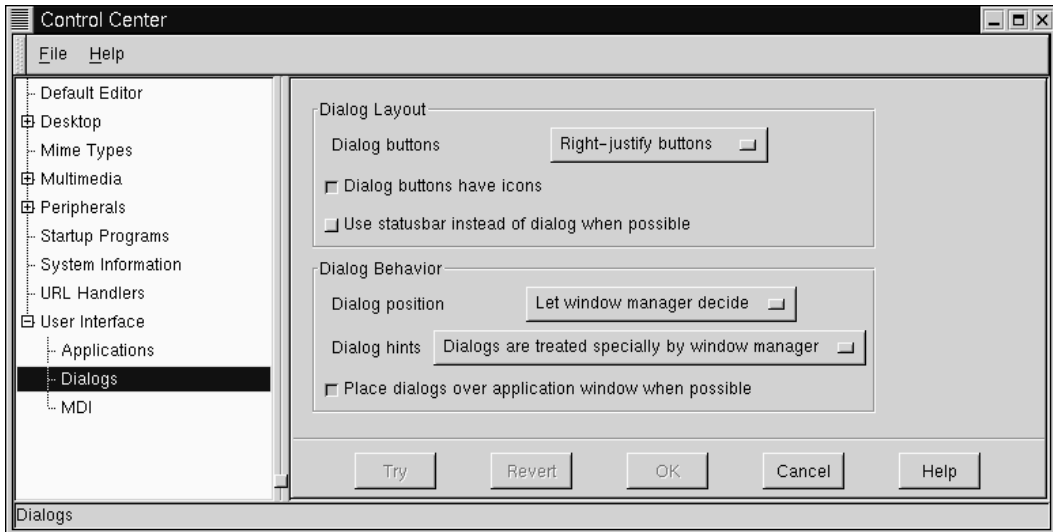 Control Center
File Help
Default Editor
Desktop
Mime Types
Multimedia
Peripherals
Startup Programs
System Information
URL Handlers
User Interface
Applications
Dialogs
MDI
Dialog Layout
Dialog buttons Right-justify buttons
Dialog buttons have icons
Use statusbar instead of dialog when possible
Dialog Behavior
Dialog position Let window manager decide
Dialog hints Dialogs are treated specially by window manager
Place dialogs over application window when possible
Try Revert OK Cancel Help
Dialogs